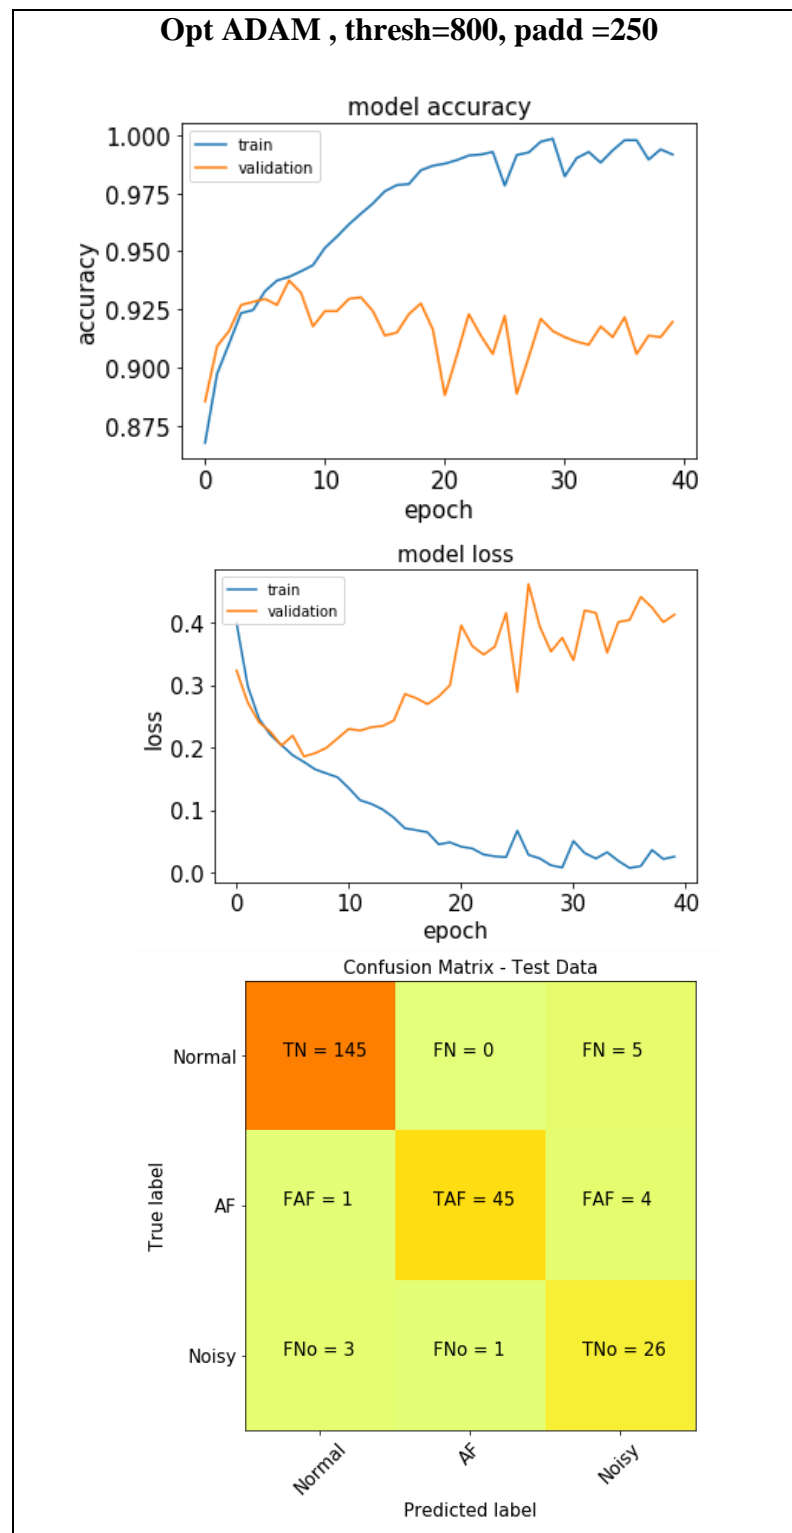 Opt ADAM , thresh=800, padd =250
model accuracy
train
validation
1.000
0.975
0.950
0.925
0.900
0.875
accuracy
0 10 20 30 40
epoch
model loss
train
validation
0.4
0.3
0.2
0.1
0.0
loss
0 10 20 30 40
epoch
Confusion Matrix - Test Data
Normal TN = 145 FN = 0 FN = 5
AF FAF = 1 TAF = 45 FAF = 4
Noisy FNo = 3 FNo = 1 TNo = 26
True label
Normal AF Noisy
Predicted label